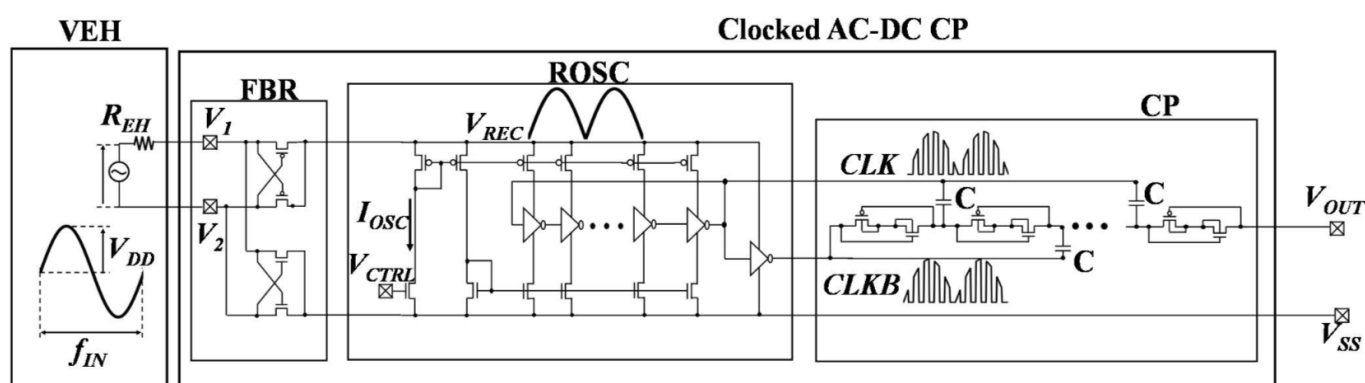 VEH
Clocked AC-DC CP
FBR
ROSC
CP
R_EH
V_1
V_2
V_DD
f_IN
V_REC
I_OSC
V_CTRL
CLK
C
C
C
CLKB
V_OUT
V_SS